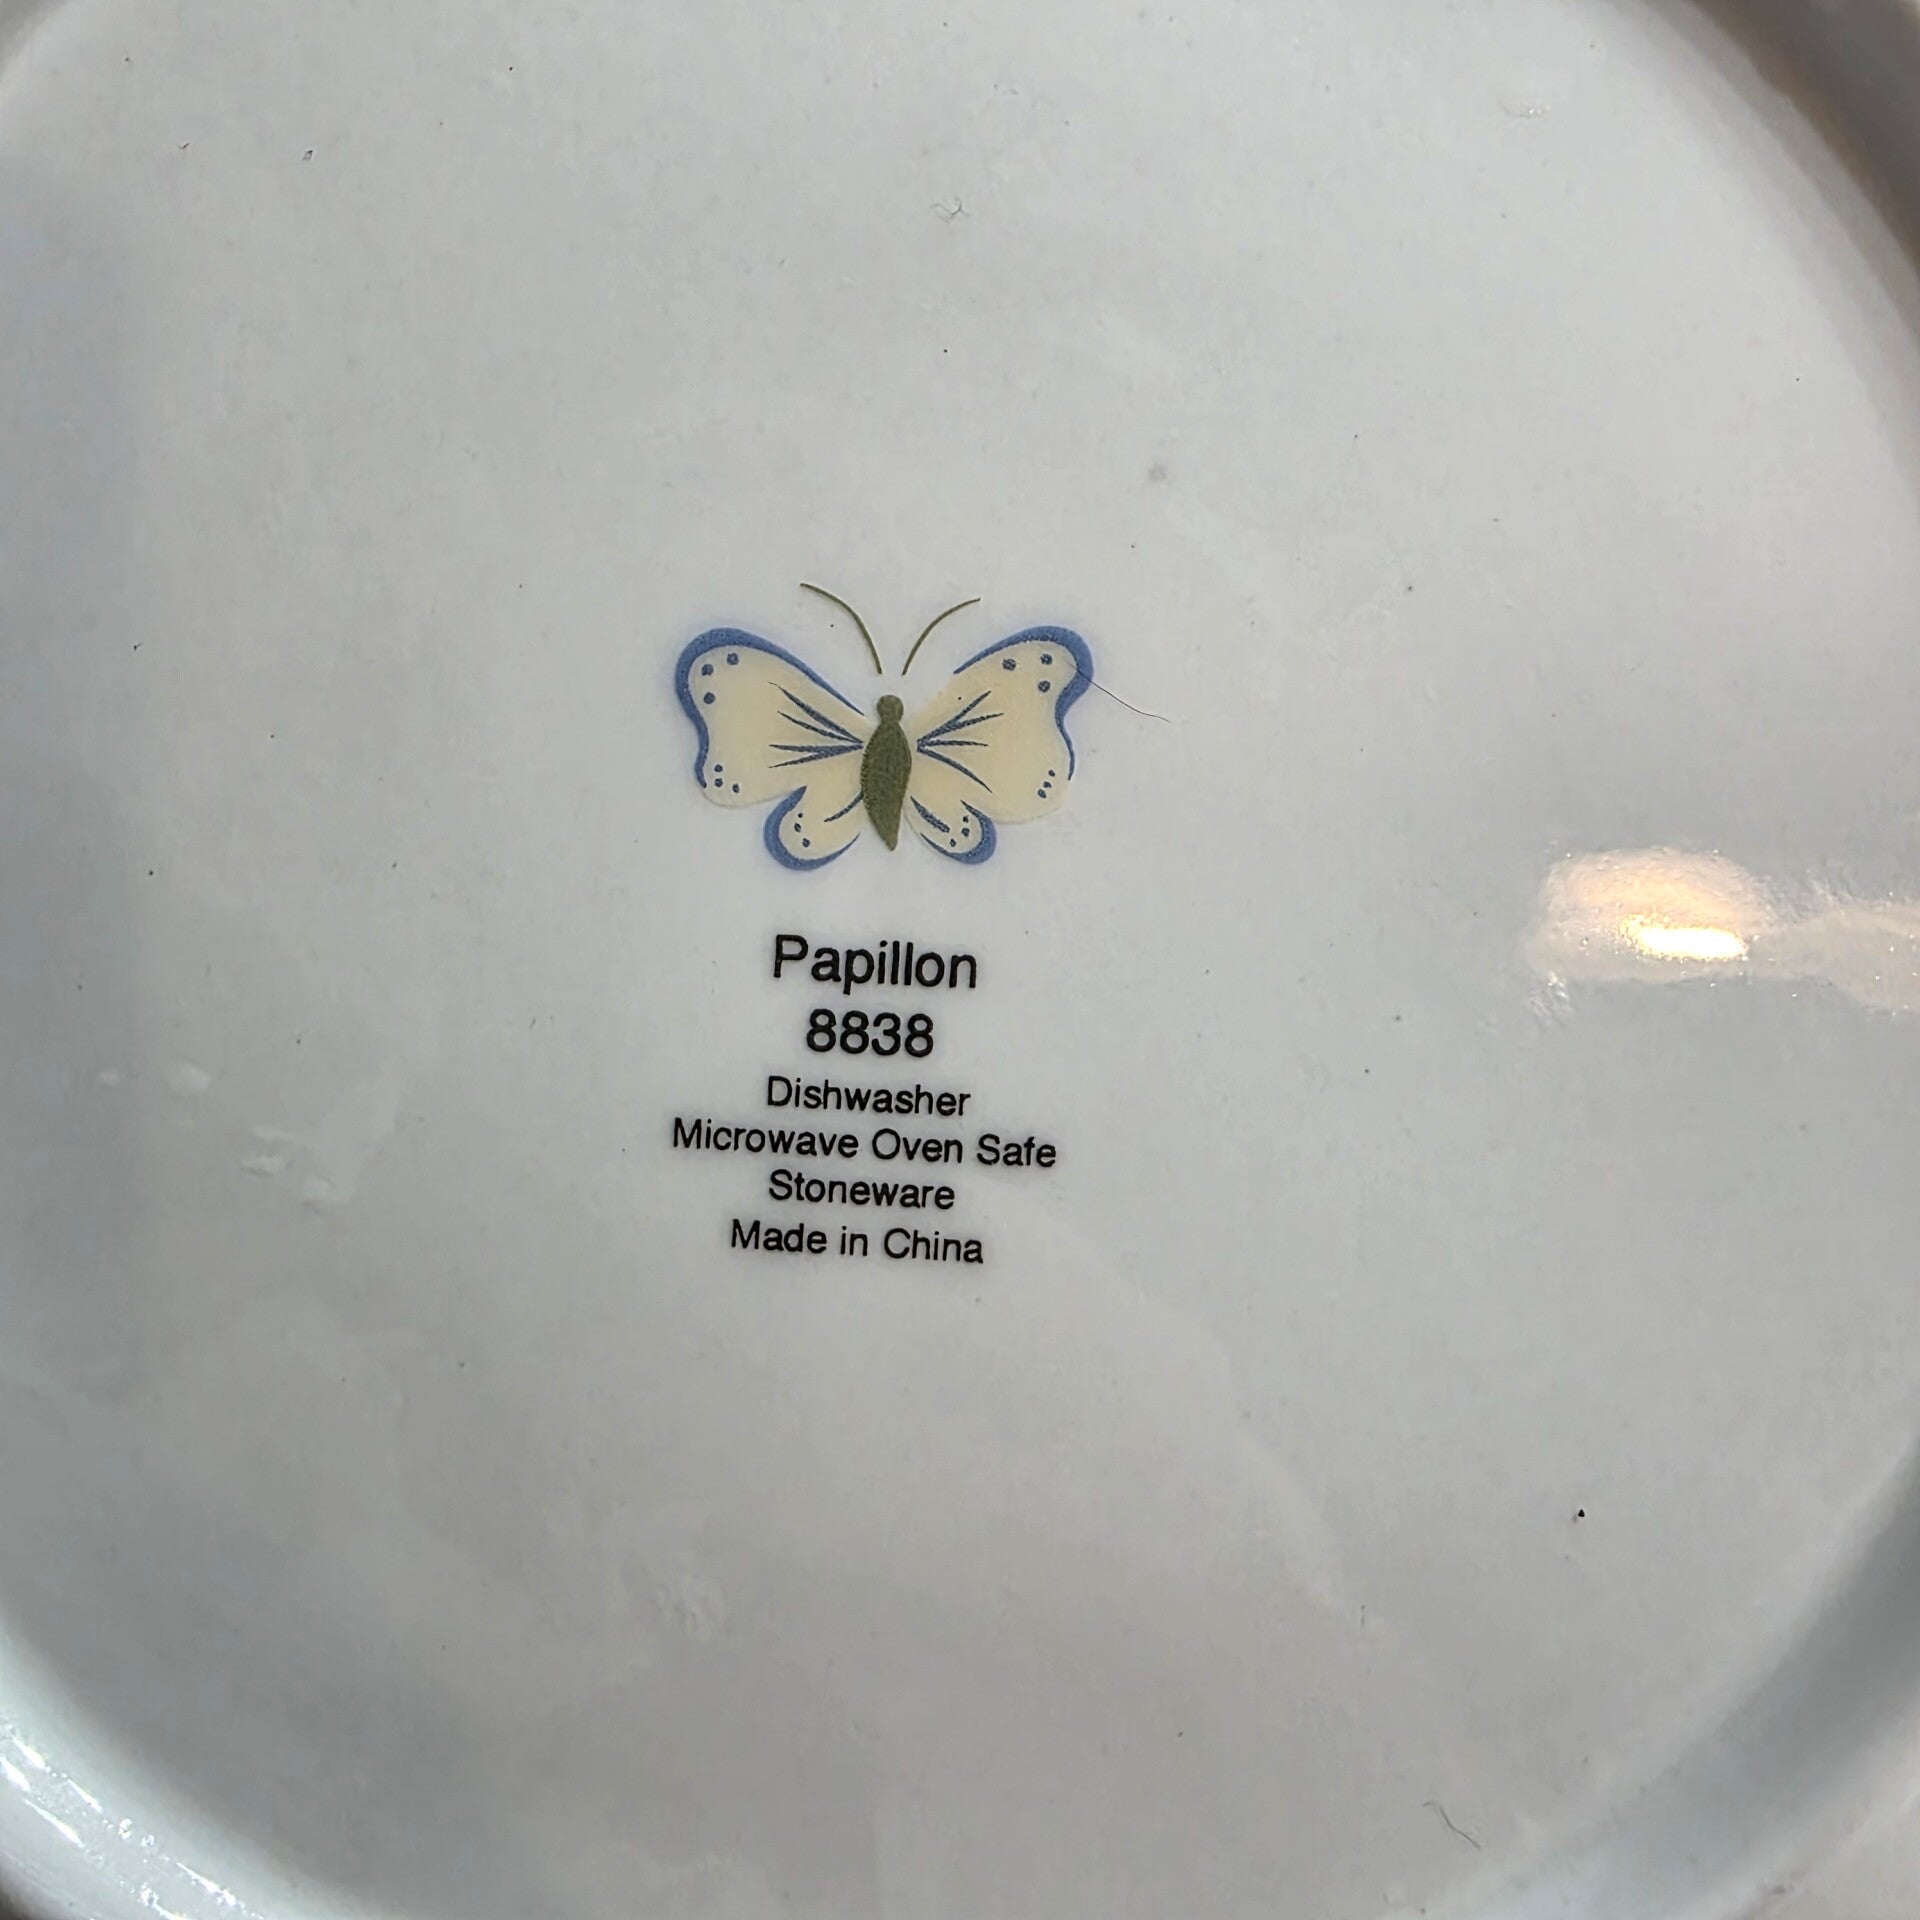 Papillon
8838
Dishwasher
Microwave Oven Safe
Stoneware
Made in China